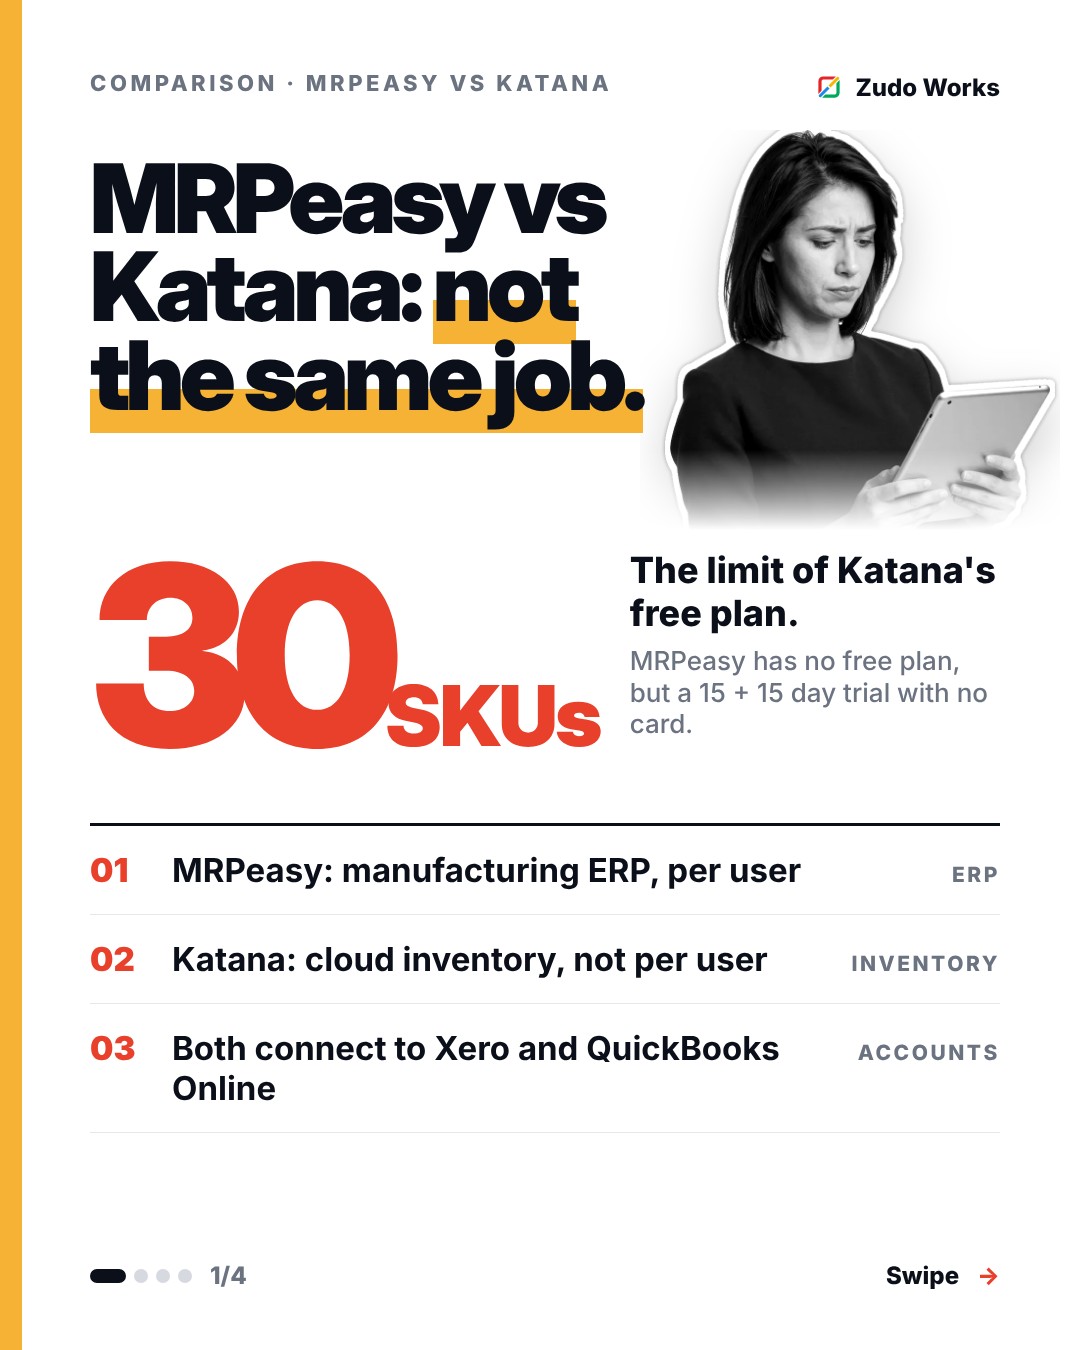 COMPARISON · MRPEASY VS KATANA
Zudo Works
MRPeasy vs
Katana: not
the same job.
30 SKUs
The limit of Katana's
free plan.
MRPeasy has no free plan,
but a 15 + 15 day trial with no
card.
01 MRPeasy: manufacturing ERP, per user ERP
02 Katana: cloud inventory, not per user INVENTORY
03 Both connect to Xero and QuickBooks ACCOUNTS
Online
1/4
Swipe →